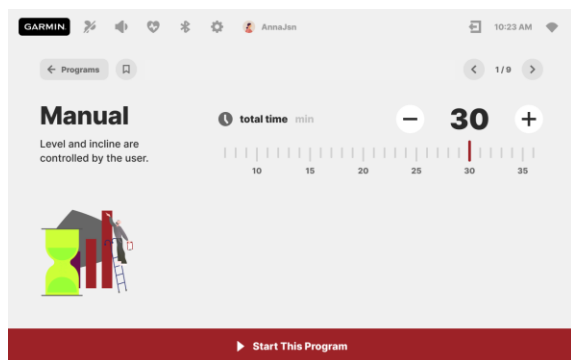 GARMIN AnnaJsn 10:23 AM
Programs 1/9
Manual
Level and incline are
controlled by the user.
total time min 30
10 15 20 25 30 35
Start This Program